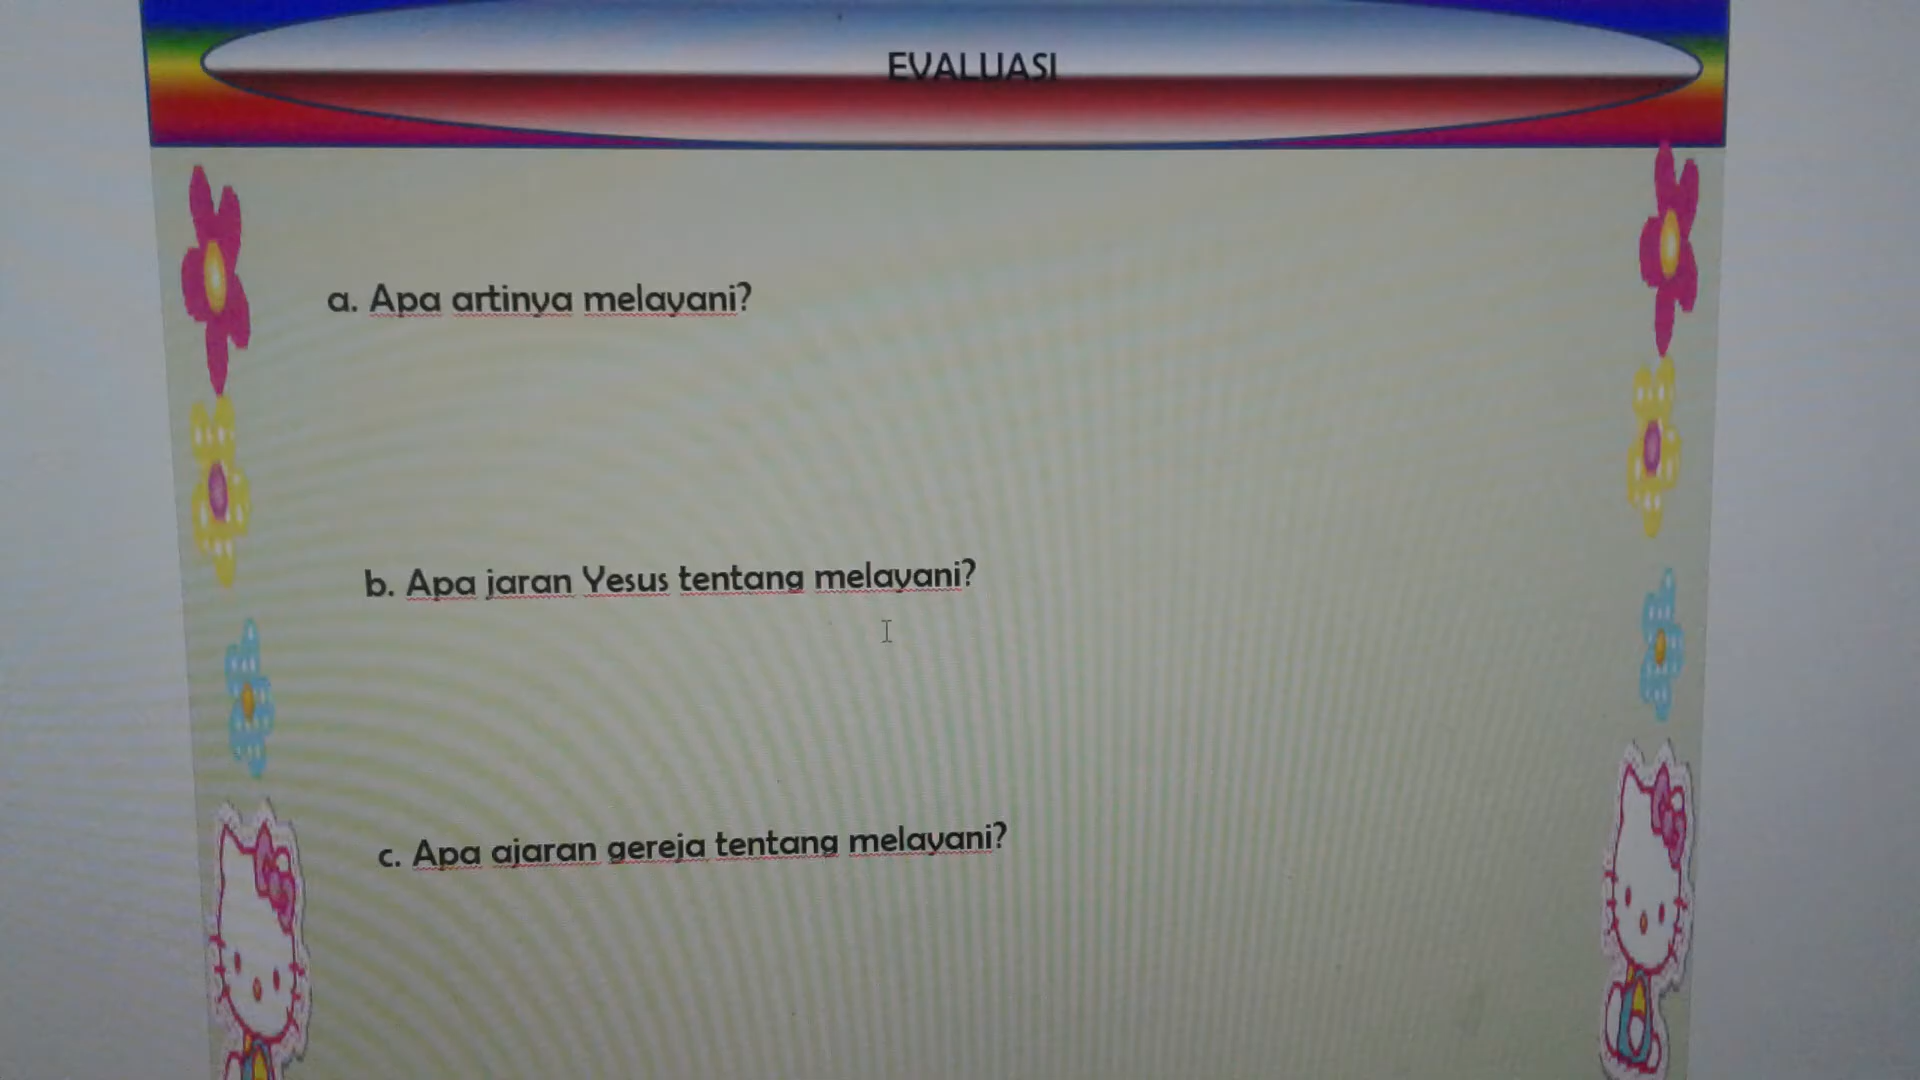 EVALUASI
a. Apa artinya melayani?
b. Apa jaran Yesus tentang melayani?
c. Apa ajaran gereja tentang melayani?